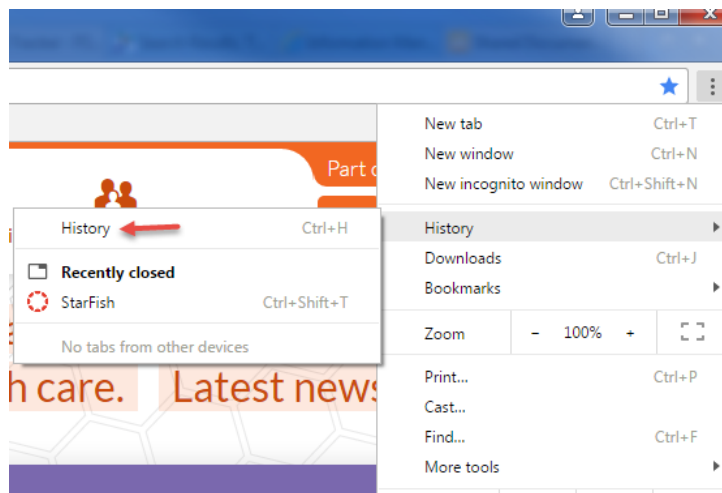 New tab Ctrl+T
New window Ctrl+N
New incognito window Ctrl+Shift+N
Part
History Ctrl+H
History
Recently closed
Downloads Ctrl+J
StarFish Ctrl+Shift+T
Bookmarks
No tabs from other devices
Zoom - 100% +
care. Latest news
Print... Ctrl+P
Cast...
Find... Ctrl+F
More tools